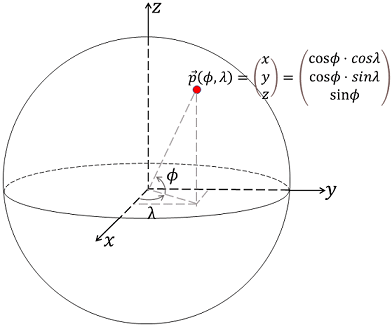 z
p⃗(ϕ, λ) = (x y z) = (cosϕ · cosλ cosϕ · sinλ sinϕ)
ϕ
y
λ
x